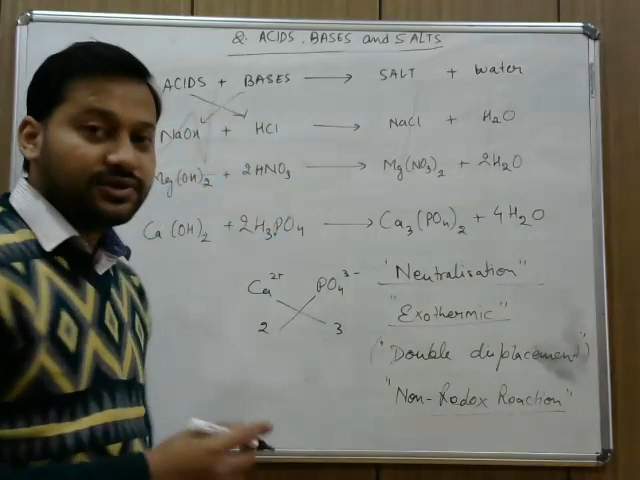 Q. ACIDS, BASES and SALTS
ACIDS + BASES ⟶ SALT + water
NaOH + HCl ⟶ NaCl + H₂O
Mg(OH)₂ + 2HNO₃ ⟶ Mg(NO₃)₂ + 2H₂O
Ca(OH)₂ + 2H₃PO₄ ⟶ Ca₃(PO₄)₂ + 4H₂O
Ca²⁺ PO₄³⁻
2 3
"Neutralisation"
"Exothermic"
("Double displacement")
"Non-Redox Reaction"